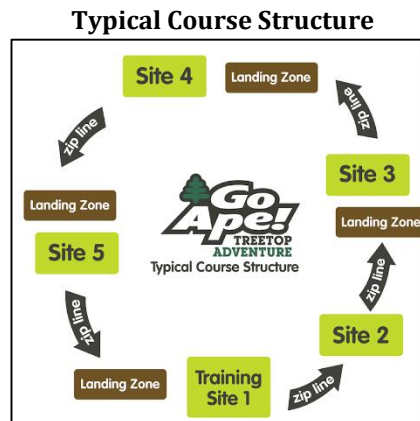 Typical Course Structure
Site 4
Landing Zone
zip line
zip line
Landing Zone
Site 3
Landing Zone
Go
Ape!
TREETOP
ADVENTURE
Typical Course Structure
Site 5
zip line
zip line
Site 2
Landing Zone
Training
Site 1
zip line